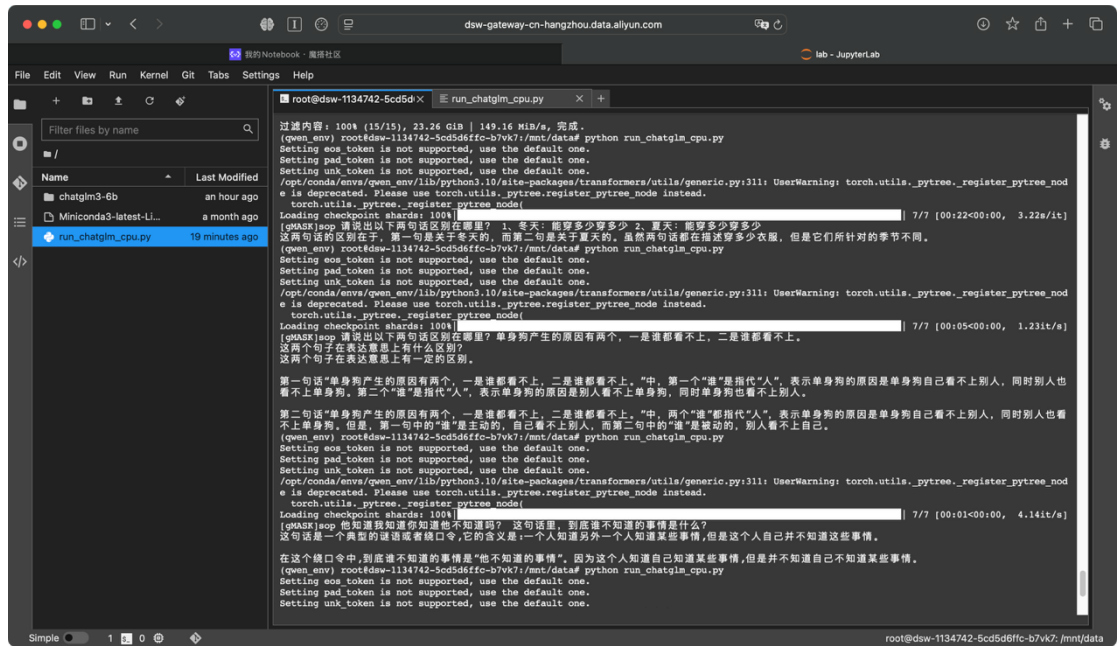 dsw-gateway-cn-hangzhou.data.aliyun.com
我的Notebook · 魔搭社区
lab - JupyterLab
File Edit View Run Kernel Git Tabs Settings Help
root@dsw-1134742-5cd5d
run_chatglm_cpu.py
Filter files by name
/
Name Last Modified
chatglm3-6b an hour ago
Miniconda3-latest-Li... a month ago
run_chatglm_cpu.py 19 minutes ago
过滤内容: 100% (15/15), 23.26 GiB | 149.16 MiB/s, 完成.
(qwen_env) root@dsw-1134742-5cd5d6ffc-b7vk7:/mnt/data# python run_chatglm_cpu.py
Setting eos_token is not supported, use the default one.
Setting pad_token is not supported, use the default one.
Setting unk_token is not supported, use the default one.
/opt/conda/envs/qwen_env/lib/python3.10/site-packages/transformers/utils/generic.py:311: UserWarning: torch.utils._pytree._register_pytree_nod
e is deprecated. Please use torch.utils._pytree.register_pytree_node instead.
torch.utils._pytree._register_pytree_node(
Loading checkpoint shards: 100%| | 7/7 [00:22<00:00, 3.22s/it]
[gMASK]sop 请说出以下两句话区别在哪里? 1、冬天: 能穿多少穿多少 2、夏天: 能穿多少穿多少
这两句话的区别在于, 第一句是关于冬天的, 而第二句是关于夏天的。虽然两句话都在描述穿多少衣服, 但是它们所针对的季节不同。
(qwen_env) root@dsw-1134742-5cd5d6ffc-b7vk7:/mnt/data# python run_chatglm_cpu.py
Setting eos_token is not supported, use the default one.
Setting pad_token is not supported, use the default one.
Setting unk_token is not supported, use the default one.
/opt/conda/envs/qwen_env/lib/python3.10/site-packages/transformers/utils/generic.py:311: UserWarning: torch.utils._pytree._register_pytree_nod
e is deprecated. Please use torch.utils._pytree.register_pytree_node instead.
torch.utils._pytree._register_pytree_node(
Loading checkpoint shards: 100%| | 7/7 [00:05<00:00, 1.23it/s]
[gMASK]sop 请说出以下两句话区别在哪里? 单身狗产生的原因有两个, 一是谁都看不上, 二是谁都看不上。
这两个句子在表达意思上有什么区别?
这两个句子在表达意思上有一定的区别。
第一句话“单身狗产生的原因有两个, 一是谁都看不上, 二是谁都看不上。”中, 第一个“谁”是指代“人”, 表示单身狗的原因是单身狗自己看不上别人, 同时别人也
看不上单身狗。第二个“谁”是指代“人”, 表示单身狗的原因是别人看不上单身狗, 同时单身狗也看不上别人。
第二句话“单身狗产生的原因有两个, 一是谁都看不上, 二是谁都看不上。”中, 两个“谁”都指代“人”, 表示单身狗的原因是单身狗自己看不上别人, 同时别人也看
不上单身狗。但是, 第一句中的“谁”是主动的, 自己看不上别人, 而第二句中的“谁”是被动的, 别人看不上自己。
(qwen_env) root@dsw-1134742-5cd5d6ffc-b7vk7:/mnt/data# python run_chatglm_cpu.py
Setting eos_token is not supported, use the default one.
Setting pad_token is not supported, use the default one.
Setting unk_token is not supported, use the default one.
/opt/conda/envs/qwen_env/lib/python3.10/site-packages/transformers/utils/generic.py:311: UserWarning: torch.utils._pytree._register_pytree_nod
e is deprecated. Please use torch.utils._pytree.register_pytree_node instead.
torch.utils._pytree._register_pytree_node(
Loading checkpoint shards: 100%| | 7/7 [00:01<00:00, 4.14it/s]
[gMASK]sop 他知道我知道你知道他不知道吗? 这句话里, 到底谁不知道的事情是什么?
这句话是一个典型的谜语或者绕口令,它的含义是:一个人知道另外一个人知道某些事情,但是这个人自己并不知道这些事情。
在这个绕口令中,到底谁不知道的事情是“他不知道的事情”。因为这个人知道自己知道某些事情,但是并不知道自己不知道某些事情。
(qwen_env) root@dsw-1134742-5cd5d6ffc-b7vk7:/mnt/data# python run_chatglm_cpu.py
Setting eos_token is not supported, use the default one.
Setting pad_token is not supported, use the default one.
Setting unk_token is not supported, use the default one.
Simple 1 0 root@dsw-1134742-5cd5d6ffc-b7vk7: /mnt/data